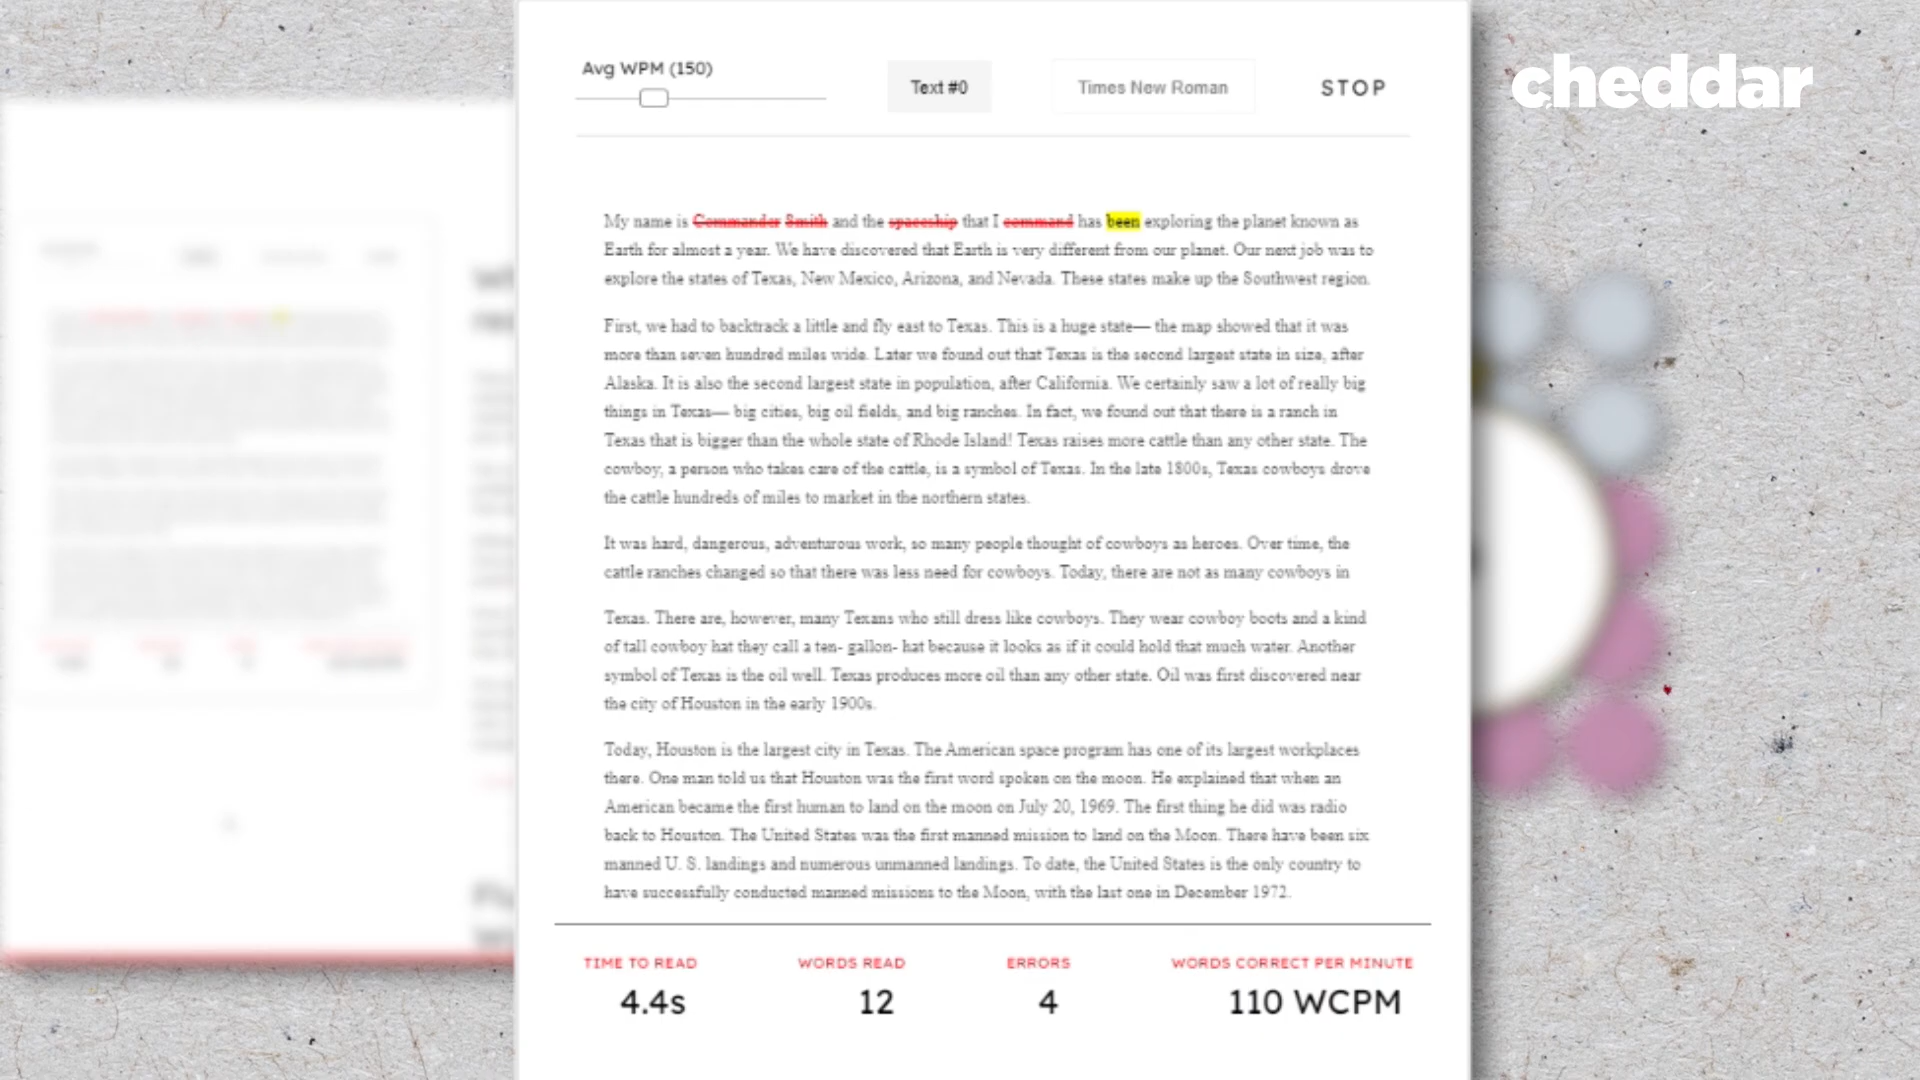 cheddar
Avg WPM (150)
Text #0
Times New Roman
STOP
My name is Commander Smith and the spaceship that I command has been exploring the planet known as
Earth for almost a year. We have discovered that Earth is very different from our planet. Our next job was to
explore the states of Texas, New Mexico, Arizona, and Nevada. These states make up the Southwest region.
First, we had to backtrack a little and fly east to Texas. This is a huge state— the map showed that it was
more than seven hundred miles wide. Later we found out that Texas is the second largest state in size, after
Alaska. It is also the second largest state in population, after California. We certainly saw a lot of really big
things in Texas— big cities, big oil fields, and big ranches. In fact, we found out that there is a ranch in
Texas that is bigger than the whole state of Rhode Island! Texas raises more cattle than any other state. The
cowboy, a person who takes care of the cattle, is a symbol of Texas. In the late 1800s, Texas cowboys drove
the cattle hundreds of miles to market in the northern states.
It was hard, dangerous, adventurous work, so many people thought of cowboys as heroes. Over time, the
cattle ranches changed so that there was less need for cowboys. Today, there are not as many cowboys in
Texas. There are, however, many Texans who still dress like cowboys. They wear cowboy boots and a kind
of tall cowboy hat they call a ten- gallon- hat because it looks as if it could hold that much water. Another
symbol of Texas is the oil well. Texas produces more oil than any other state. Oil was first discovered near
the city of Houston in the early 1900s.
Today, Houston is the largest city in Texas. The American space program has one of its largest workplaces
there. One man told us that Houston was the first word spoken on the moon. He explained that when an
American became the first human to land on the moon on July 20, 1969. The first thing he did was radio
back to Houston. The United States was the first manned mission to land on the Moon. There have been six
manned U. S. landings and numerous unmanned landings. To date, the United States is the only country to
have successfully conducted manned missions to the Moon, with the last one in December 1972.
TIME TO READ
4.4s
WORDS READ
12
ERRORS
4
WORDS CORRECT PER MINUTE
110 WCPM